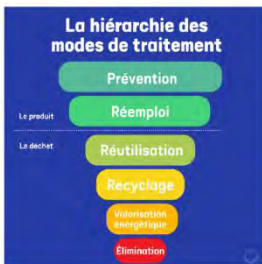 La hiérarchie des
modes de traitement
Prévention
Réemploi
Le produit
Le déchet
Réutilisation
Recyclage
Valorisation
énergétique
Élimination